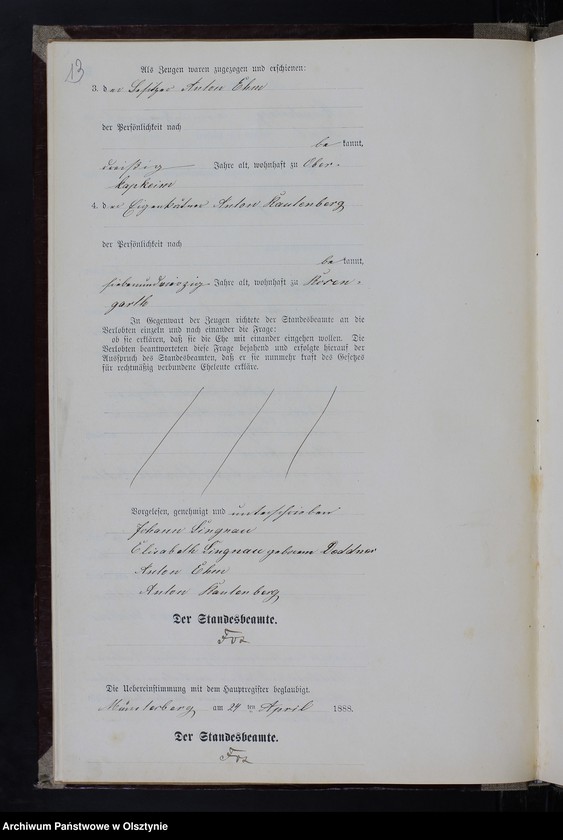 13
Als Zeugen waren zugezogen und erschienen:
3. der Besitzer Anton Ehm
der Persönlichkeit nach
bekannt,
dreißig Jahre alt, wohnhaft zu Ober-
kapkeim
4. der Eigenkätner Anton Rautenberg
der Persönlichkeit nach
bekannt,
siebenundvierzig Jahre alt, wohnhaft zu Rosen-
garth
In Gegenwart der Zeugen richtete der Standesbeamte an die
Verlobten einzeln und nach einander die Frage:
ob sie erklären, daß sie die Ehe mit einander eingehen wollen. Die
Verlobten beantworteten diese Frage bejahend und erfolgte hierauf der
Ausspruch des Standesbeamten, daß er sie nunmehr kraft des Gesetzes
für rechtmäßig verbundene Eheleute erkläre.
Vorgelesen, genehmigt und unterschrieben
Johann Lingnau
Elisabeth Lingnau geborene
Anton Ehm
Anton Rautenberg
Der Standesbeamte.
Fox
Die Uebereinstimmung mit dem Hauptregister beglaubigt.
Münsterberg am 24 ten April 1888.
Der Standesbeamte.
Fox
Archiwum Państwowe w Olsztynie